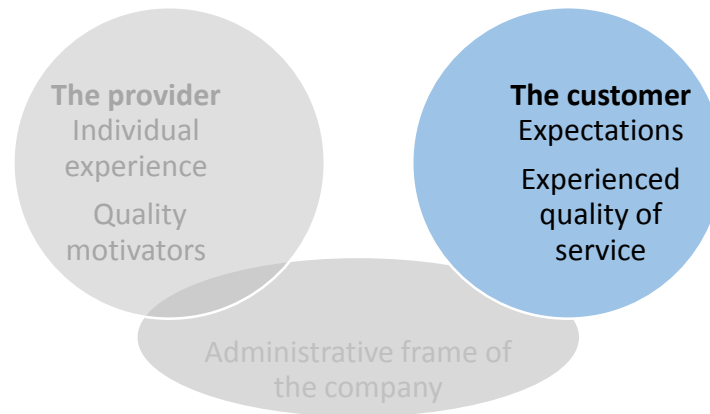 The provider
Individual
experience
Quality
motivators
The customer
Expectations
Experienced
quality of
service
Administrative frame of
the company